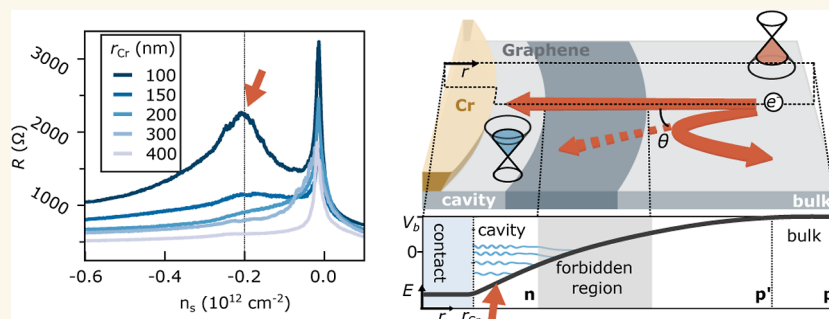 r_Cr (nm)
100
150
200
300
400
3000
2000
1000
R (Ω)
-0.6
-0.4
-0.2
0.0
n_s (10^12 cm^-2)
Graphene
r
Cr
e^-
θ
cavity
bulk
V_b
0
E
contact
cavity
forbidden
region
bulk
n
p'
p
r
r_Cr